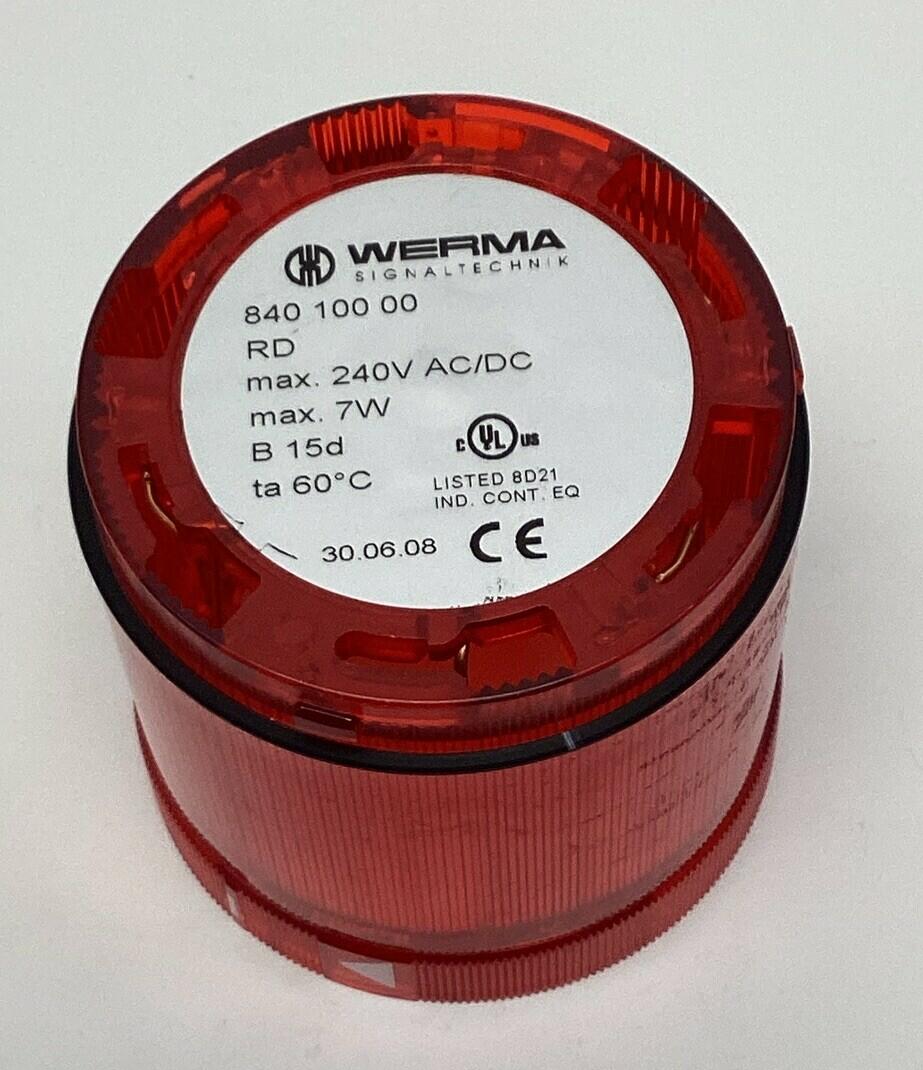 WERMA
SIGNALTECHNIK
840 100 00
RD
max. 240V AC/DC
max. 7W
B 15d
ta 60°C
C UL US
LISTED 8D21
IND. CONT. EQ
30.06.08 CE